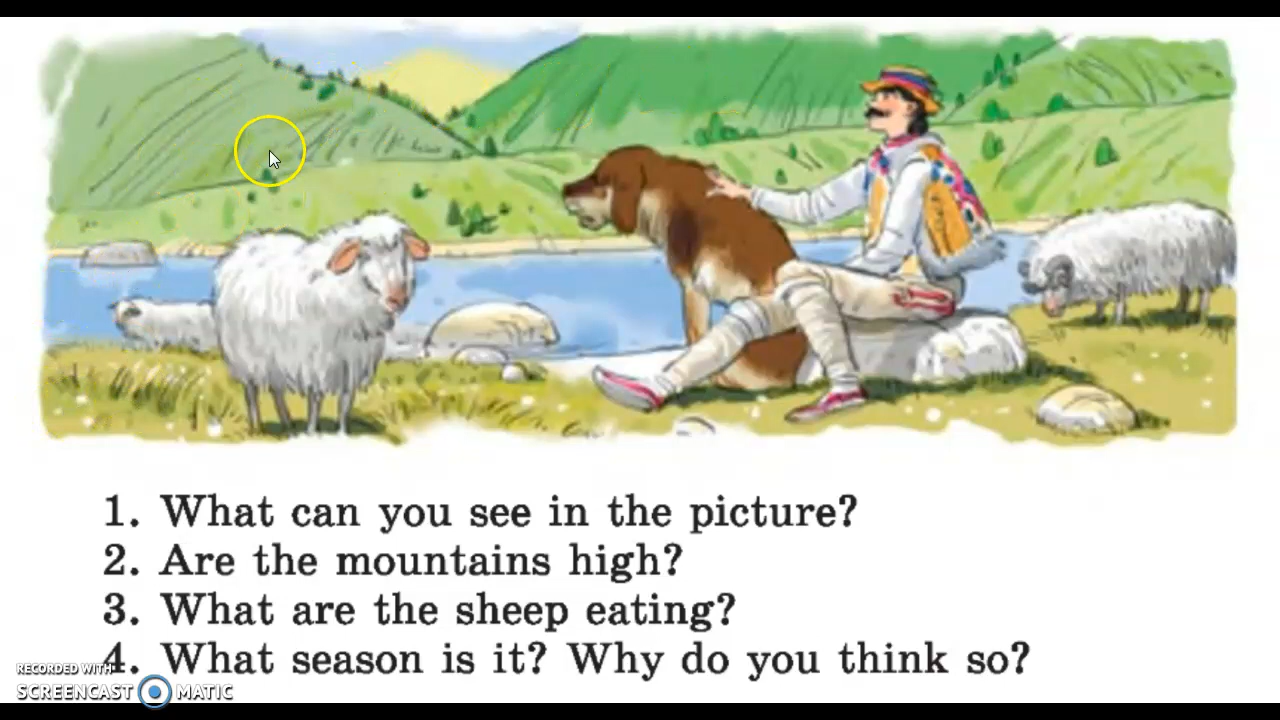 1. What can you see in the picture?
2. Are the mountains high?
3. What are the sheep eating?
4. What season is it? Why do you think so?
RECORDED WITH
SCREENCAST MATIC